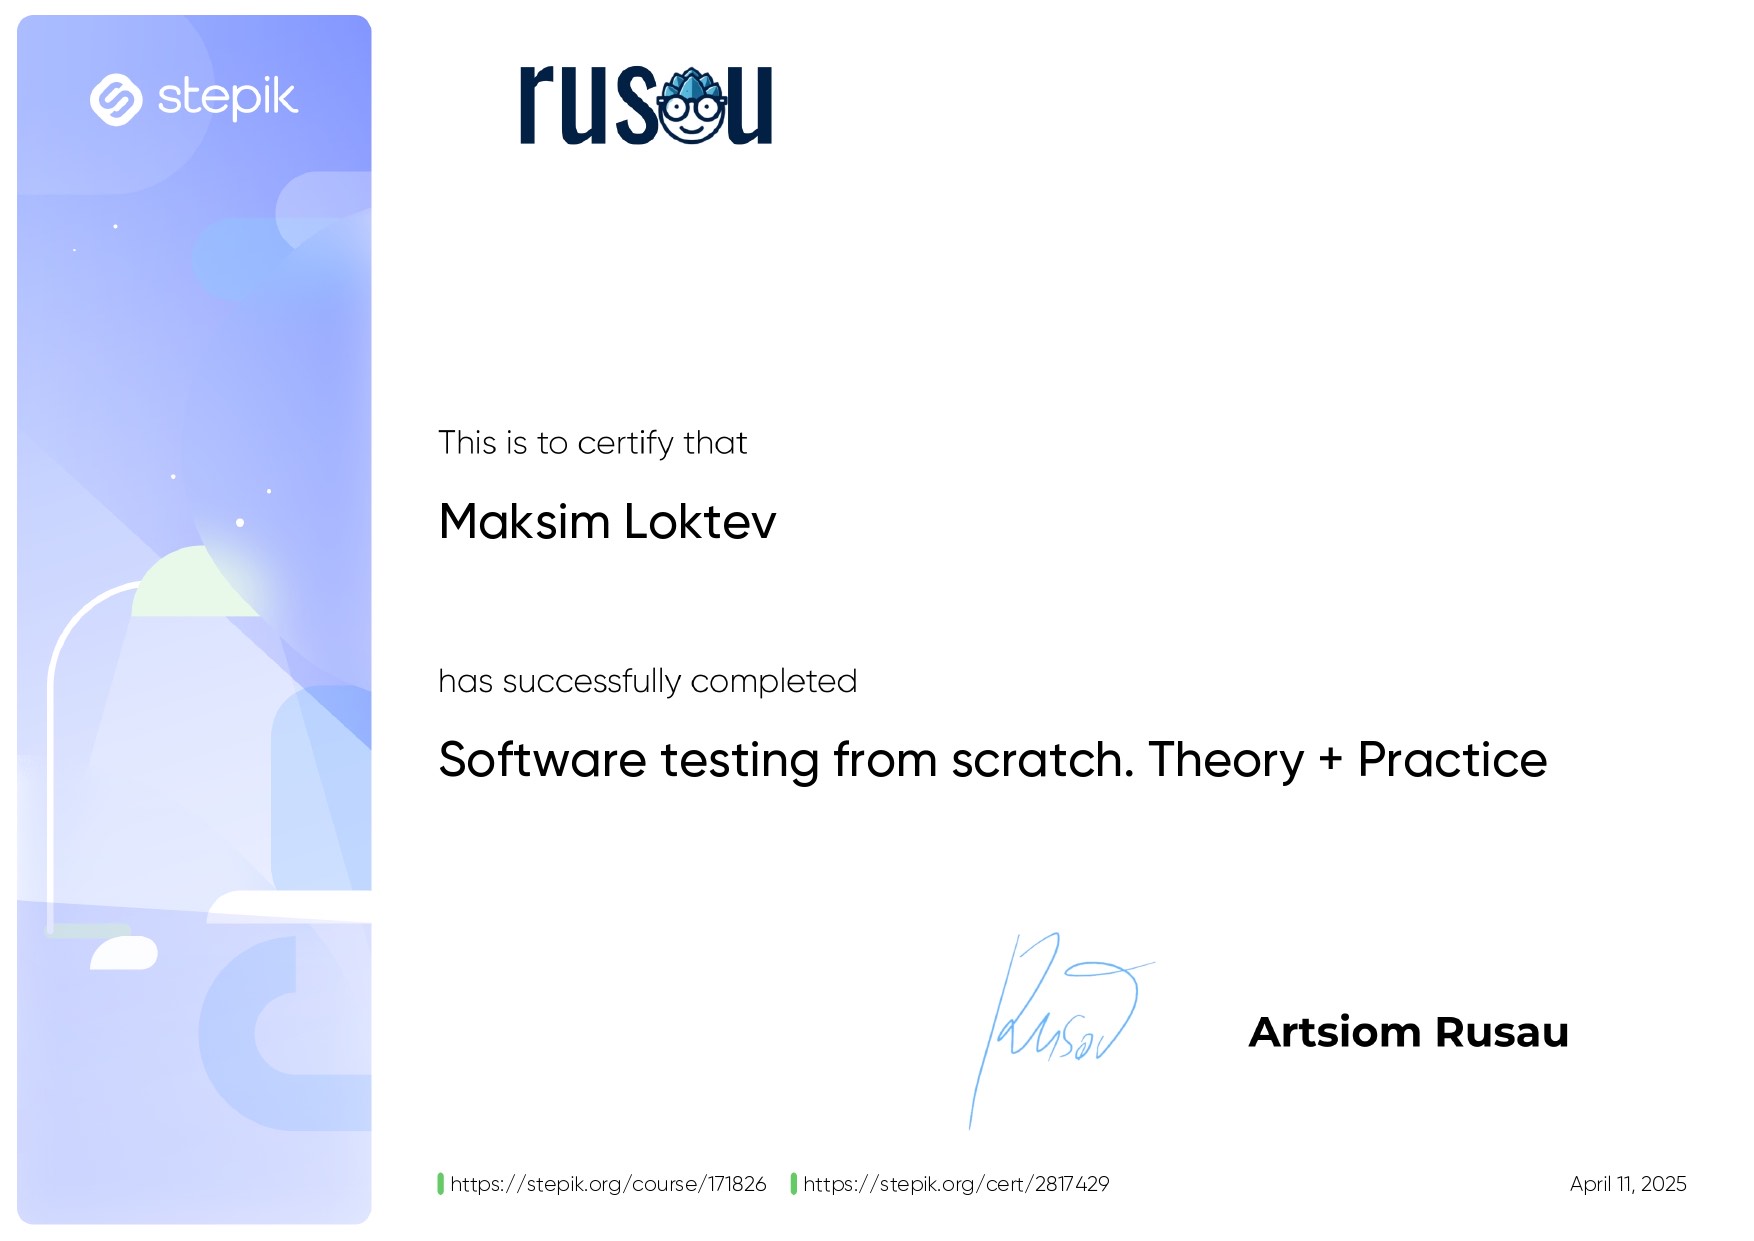 stepik
rusau
This is to certify that
Maksim Loktev
has successfully completed
Software testing from scratch. Theory + Practice
Rusau
Artsiom Rusau
https://stepik.org/course/171826 https://stepik.org/cert/2817429
April 11, 2025